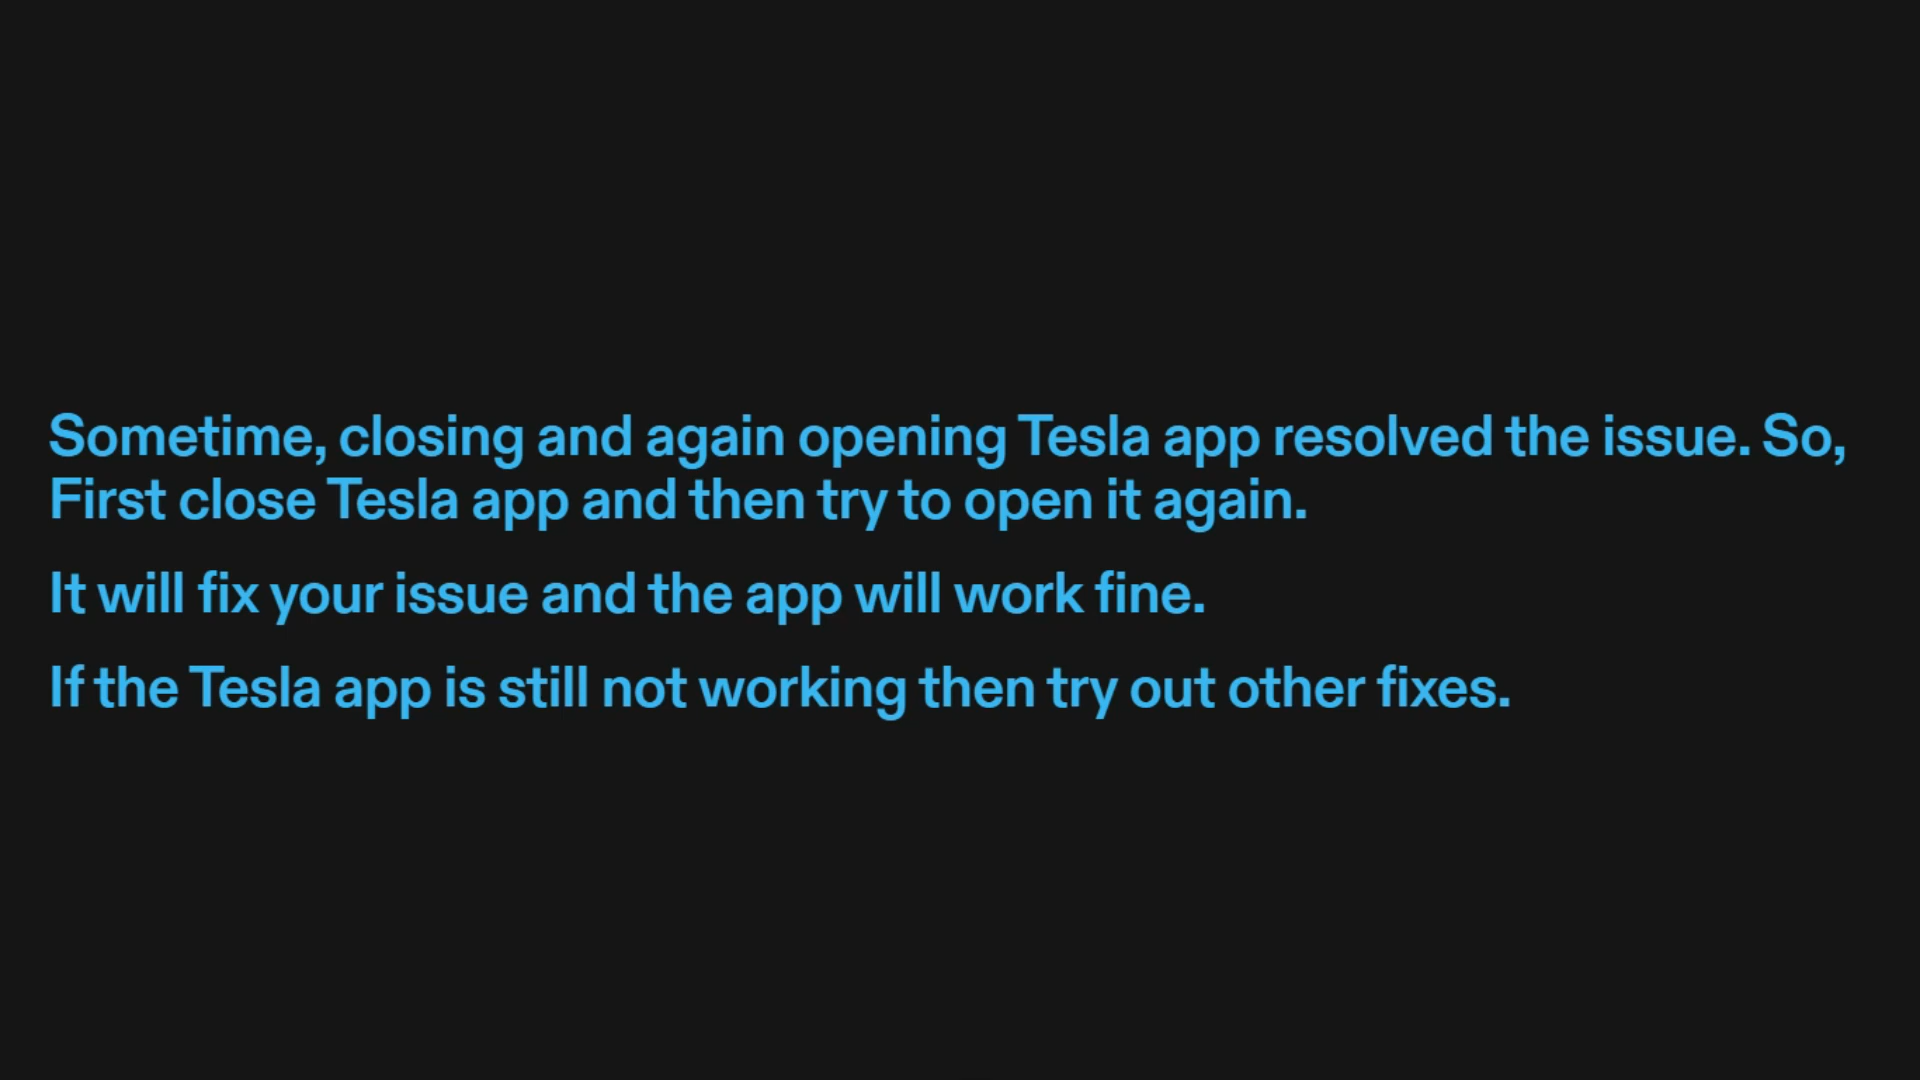 Sometime, closing and again opening Tesla app resolved the issue. So,
First close Tesla app and then try to open it again.
It will fix your issue and the app will work fine.
If the Tesla app is still not working then try out other fixes.